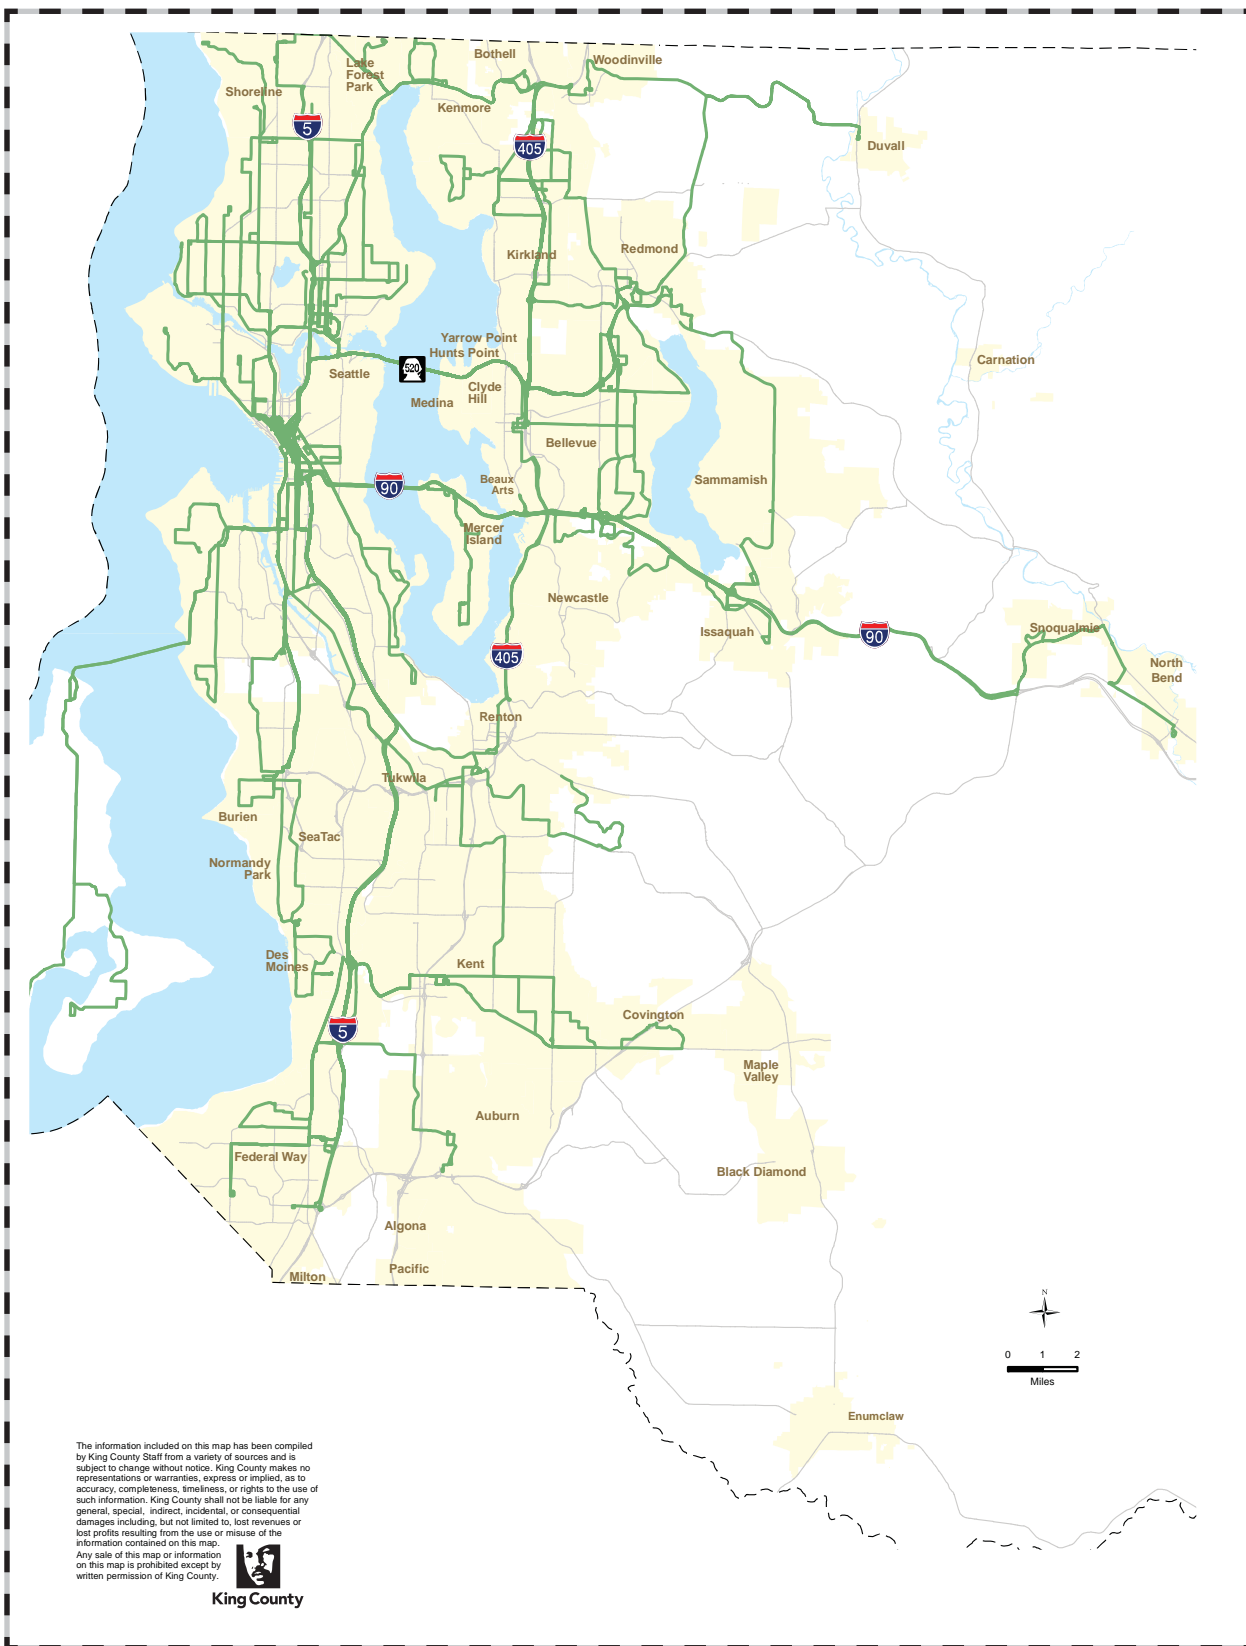 Bothell
Woodinville
Lake
Forest
Park
Shoreline
Kenmore
5
405
Duvall
Kirkland
Redmond
Yarrow Point
Hunts Point
520
Seattle
Clyde
Hill
Medina
Carnation
Bellevue
Beaux
Arts
Sammamish
90
Mercer
Island
Newcastle
Issaquah
90
Snoqualmie
405
North
Bend
Renton
Tukwila
Burien
SeaTac
Normandy
Park
Des
Moines
Kent
5
Covington
Maple
Valley
Auburn
Federal Way
Black Diamond
Algona
Pacific
Milton
N
0 1 2
Miles
Enumclaw
The information included on this map has been compiled
by King County Staff from a variety of sources and is
subject to change without notice. King County makes no
representations or warranties, express or implied, as to
accuracy, completeness, timeliness, or rights to the use of
such information. King County shall not be liable for any
general, special, indirect, incidental, or consequential
damages including, but not limited to, lost revenues or
lost profits resulting from the use or misuse of the
information contained on this map.
Any sale of this map or information
on this map is prohibited except by
written permission of King County.
King County